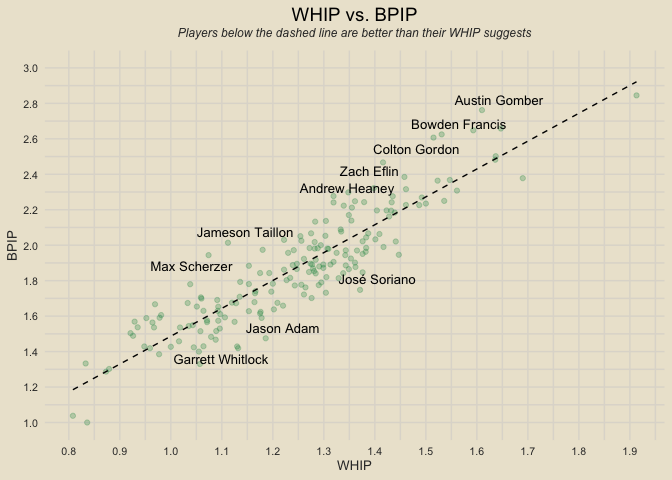 WHIP vs. BPIP
Players below the dashed line are better than their WHIP suggests
3.0
2.8
2.6
2.4
2.2
2.0
1.8
1.6
1.4
1.2
1.0
BPIP
Austin Gomber
Bowden Francis
Colton Gordon
Zach Eflin
Andrew Heaney
Jameson Taillon
Max Scherzer
José Soriano
Jason Adam
Garrett Whitlock
0.8 0.9 1.0 1.1 1.2 1.3 1.4 1.5 1.6 1.7 1.8 1.9
WHIP